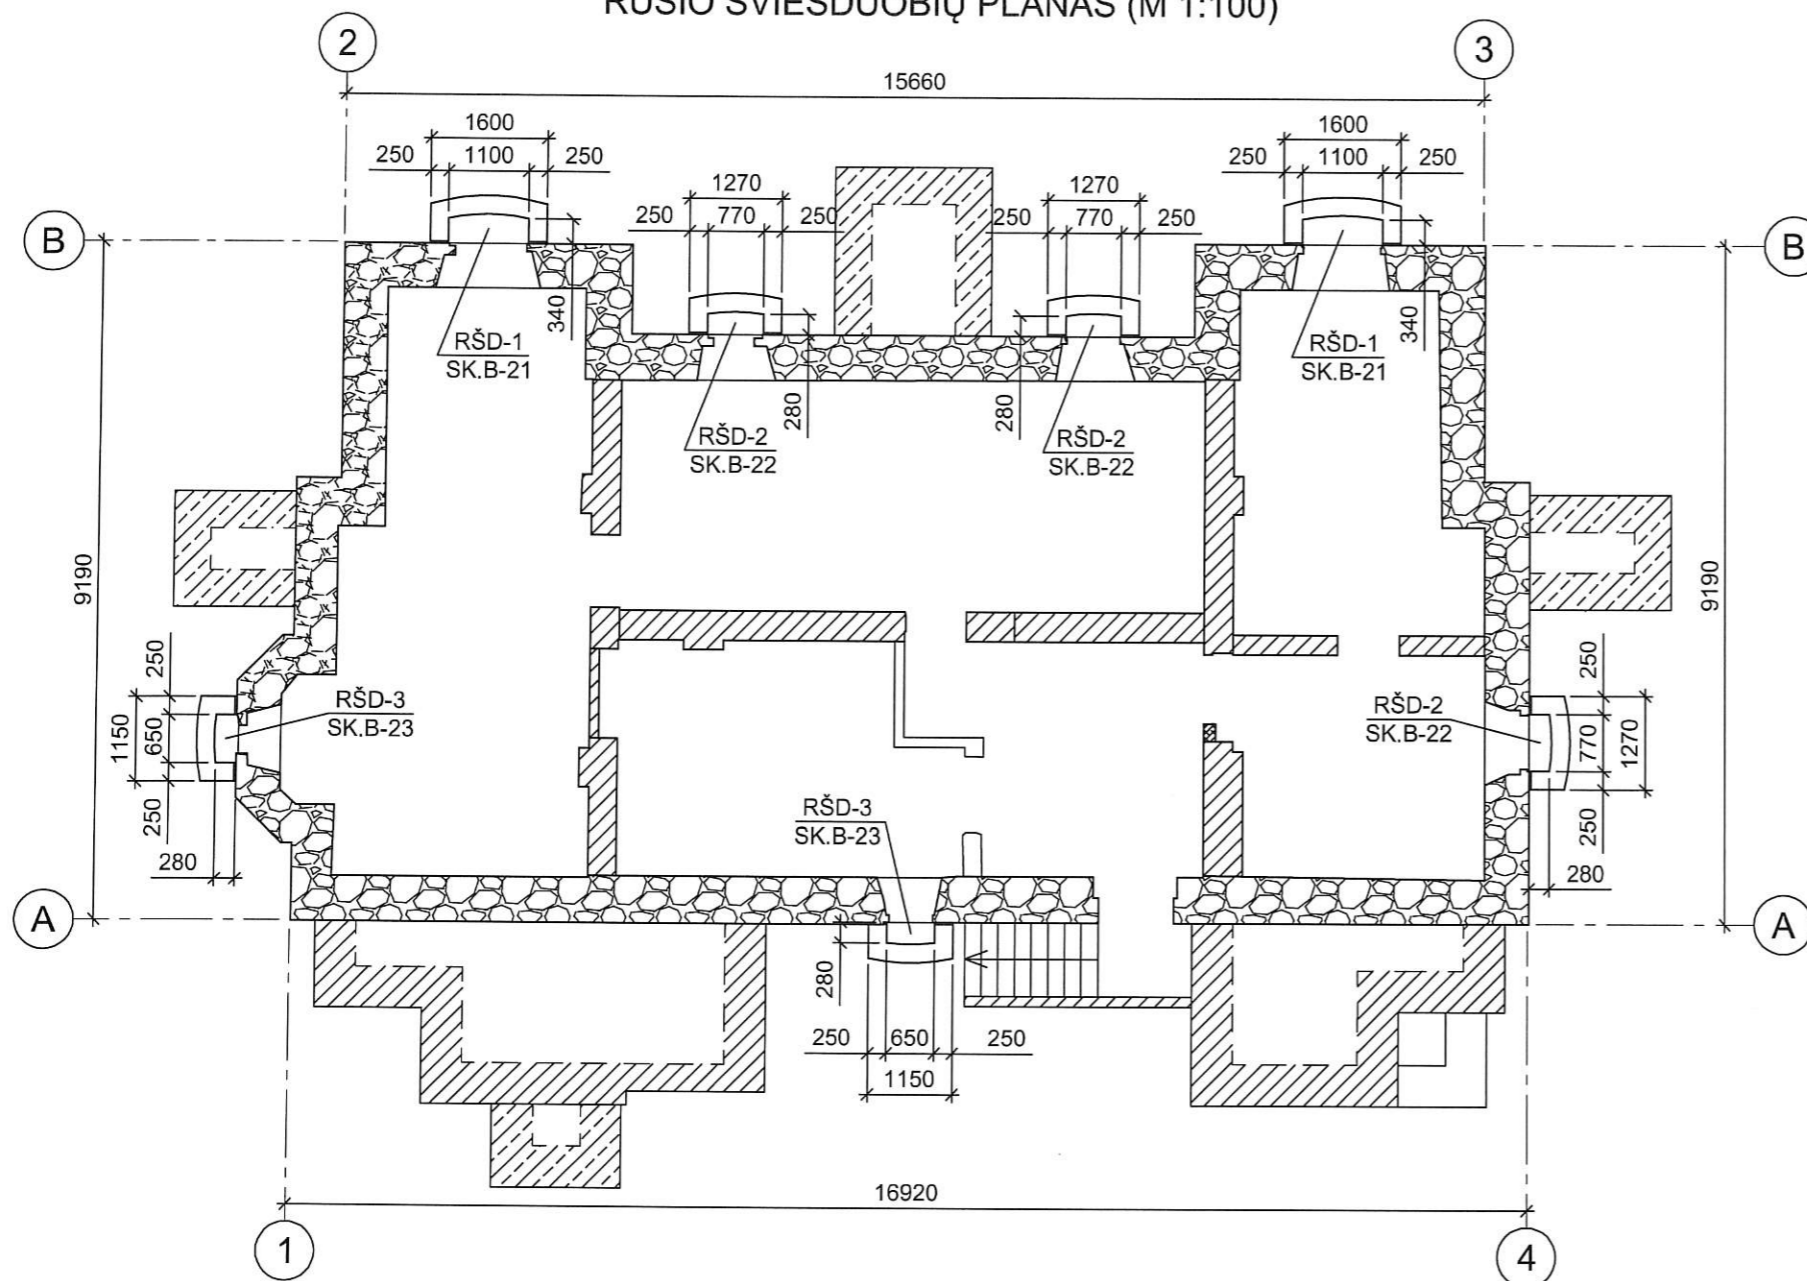 RŪSIO ŠVIESDUOBIŲ PLANAS (M 1:100)
2
3
15660
1600
1600
250 1100 250
250 1100 250
1270
1270
250 770 250
250 770 250
B
B
340
340
280
280
RŠD-1
SK.B-21
RŠD-1
SK.B-21
RŠD-2
SK.B-22
RŠD-2
SK.B-22
9190
9190
250
650
1150
250
280
RŠD-3
SK.B-23
RŠD-2
SK.B-22
250
770
1270
250
280
RŠD-3
SK.B-23
A
A
280
250 650 250
1150
16920
1
4